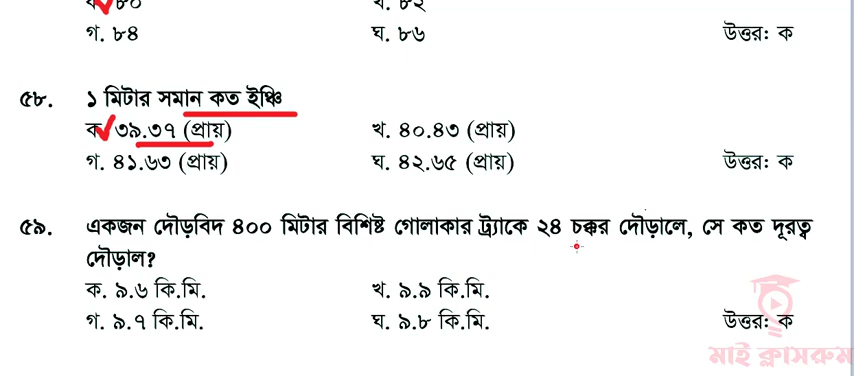 ক. ৮০ খ. ৮২
গ. ৮৪ ঘ. ৮৬ উত্তর: ক
৫৮. ১ মিটার সমান কত ইঞ্চি
ক. ৩৯.৩৭ (প্রায়) খ. ৪০.৪৩ (প্রায়)
গ. ৪১.৬৩ (প্রায়) ঘ. ৪২.৬৫ (প্রায়) উত্তর: ক
৫৯. একজন দৌড়বিদ ৪০০ মিটার বিশিষ্ট গোলাকার ট্র্যাকে ২৪ চক্কর দৌড়ালে, সে কত দূরত্ব
দৌড়াল?
ক. ৯.৬ কি.মি. খ. ৯.৯ কি.মি.
গ. ৯.৭ কি.মি. ঘ. ৯.৮ কি.মি. উত্তর: ক
মাই ক্লাসরুম